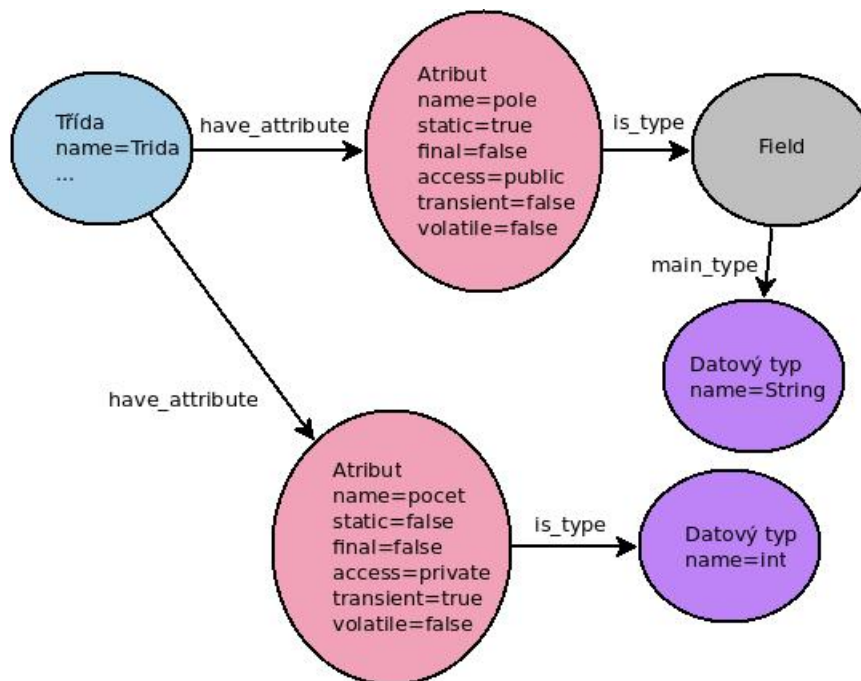 Třída
name=Trida
...
have_attribute
Atribut
name=pole
static=true
final=false
access=public
transient=false
volatile=false
is_type
Field
main_type
Datový typ
name=String
have_attribute
Atribut
name=pocet
static=false
final=false
access=private
transient=true
volatile=false
is_type
Datový typ
name=int